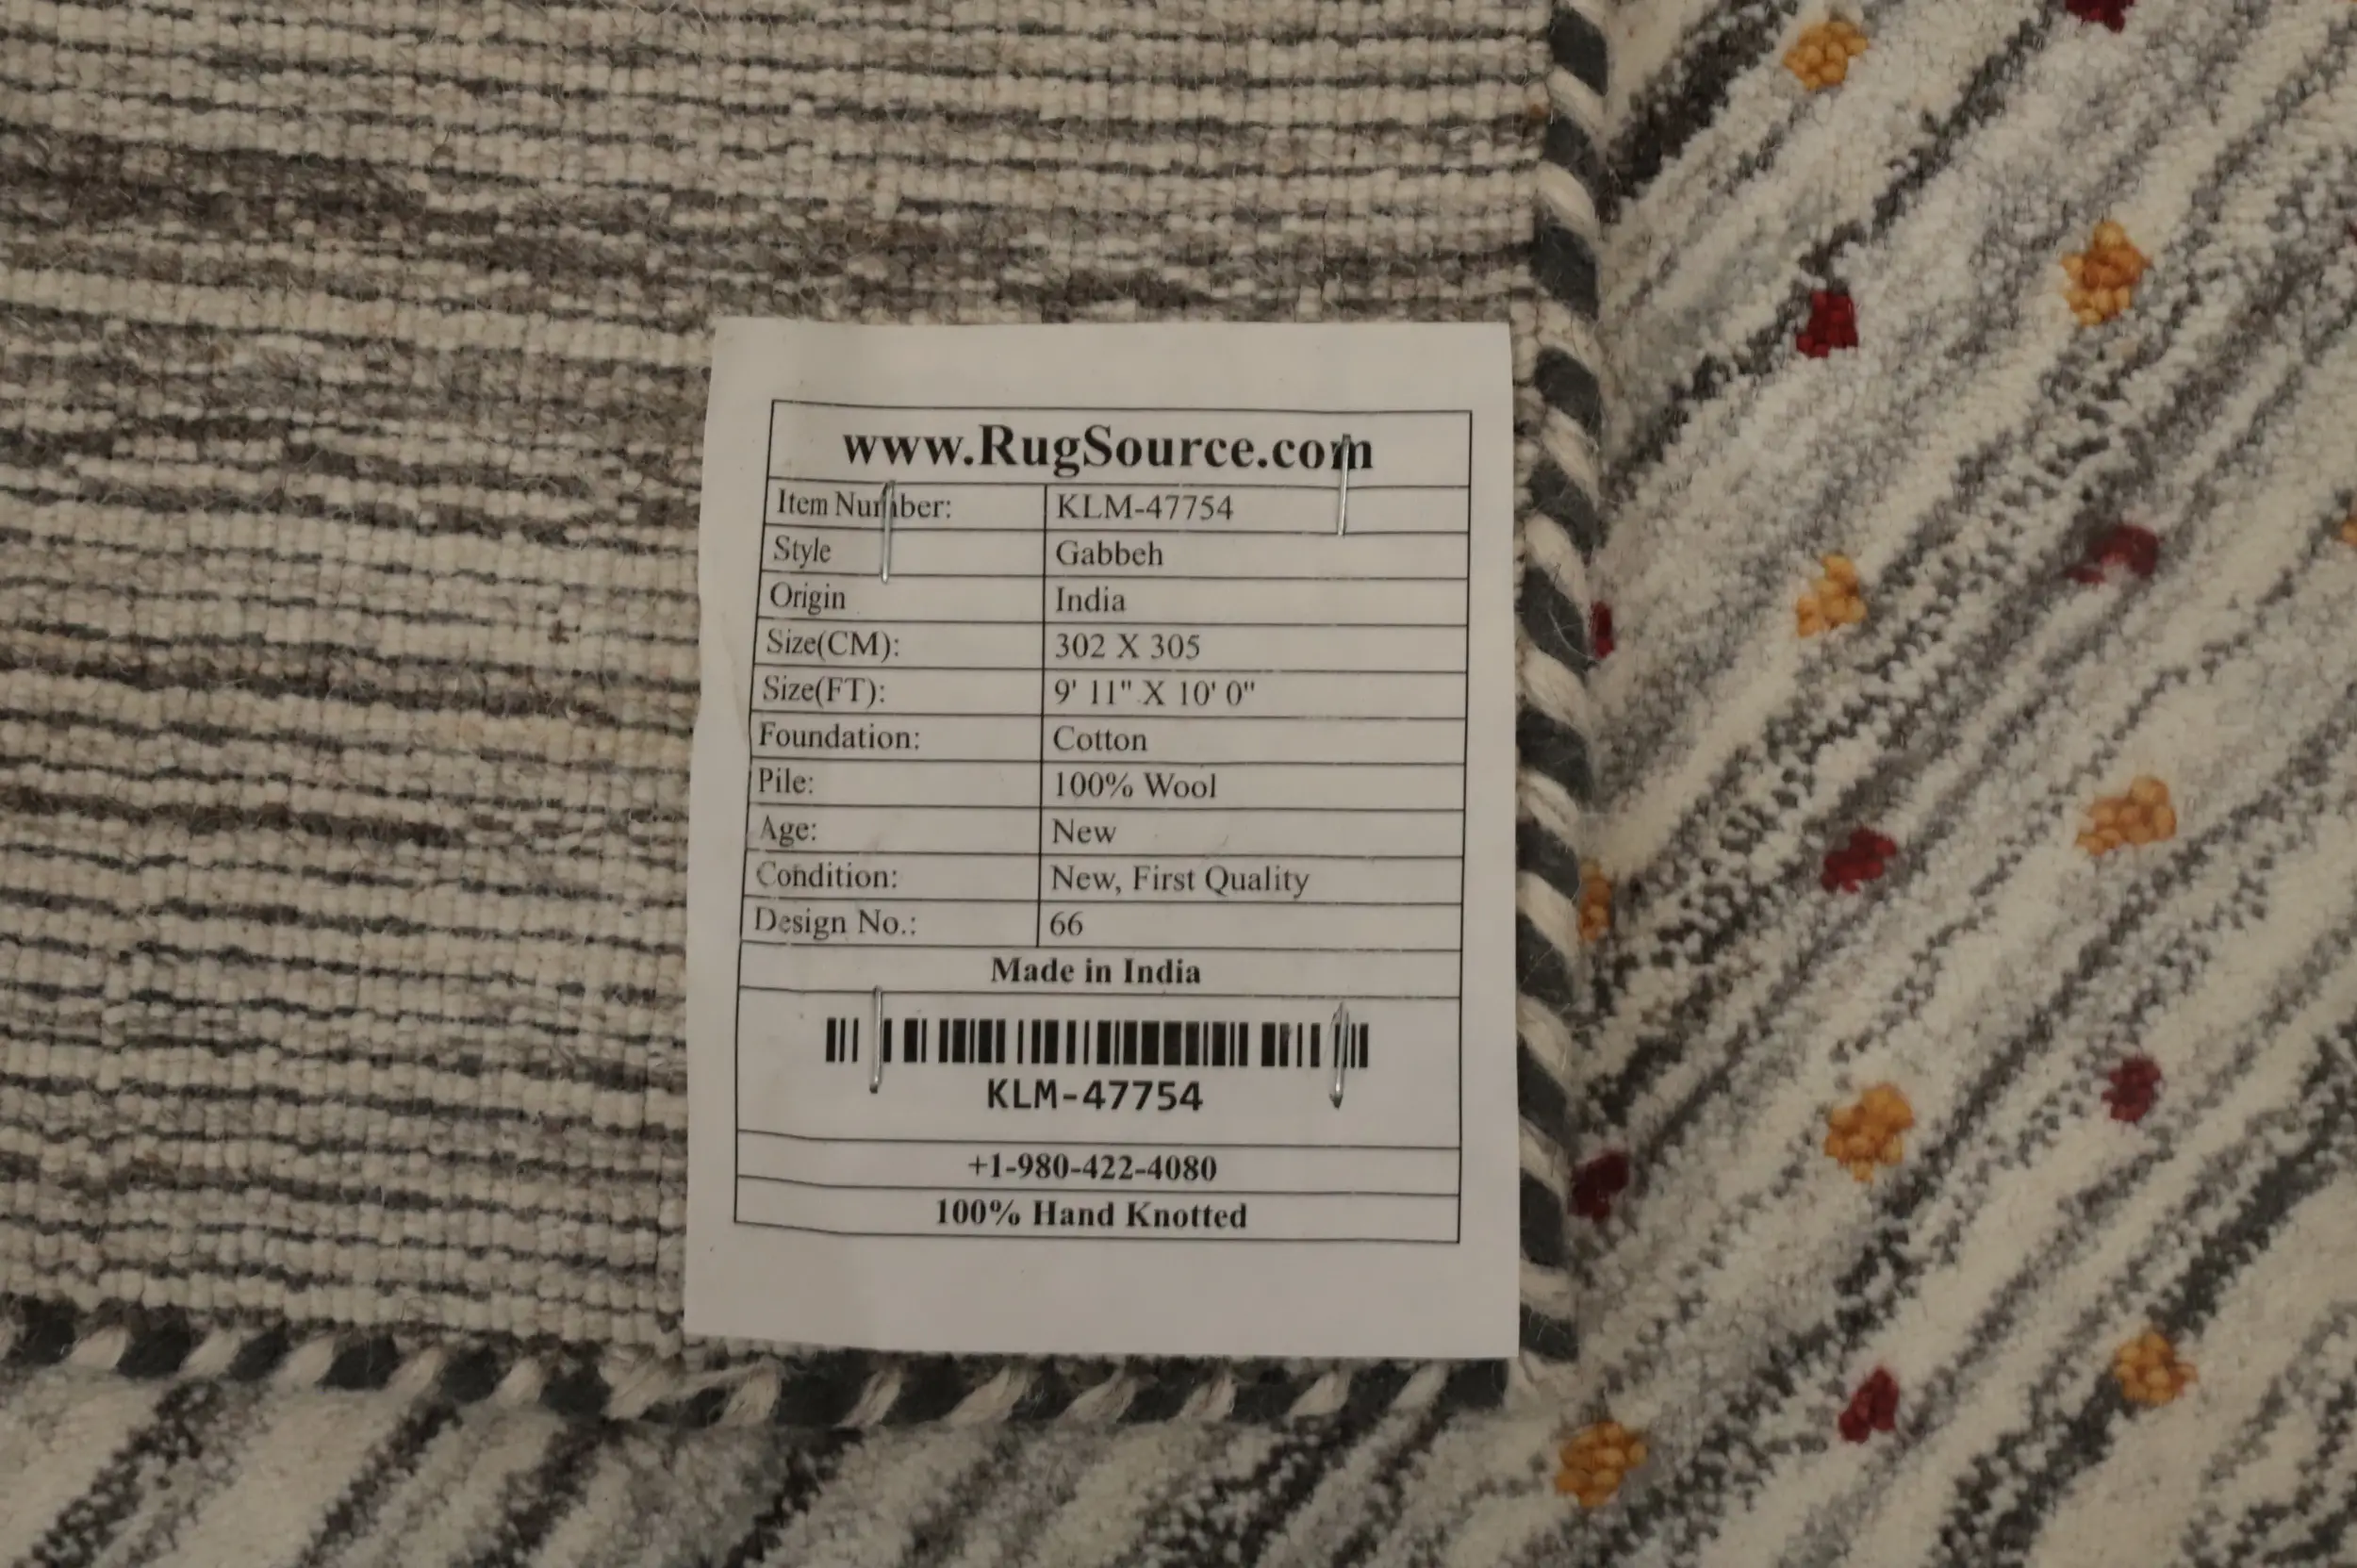 www.RugSource.com
Item Number: KLM-47754
Style Gabbeh
Origin India
Size(CM): 302 X 305
Size(FT): 9' 11" X 10' 0"
Foundation: Cotton
Pile: 100% Wool
Age: New
Condition: New, First Quality
Design No.: 66
Made in India
KLM-47754
+1-980-422-4080
100% Hand Knotted